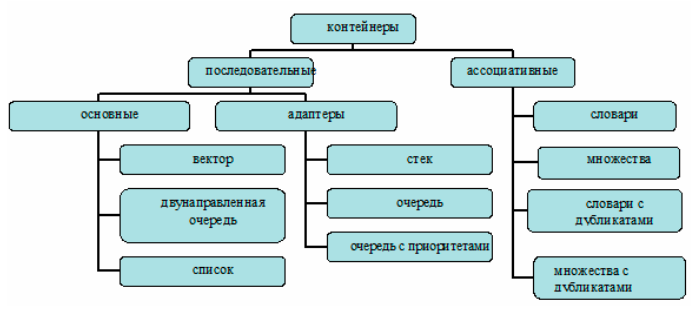 контейнеры
последовательные
ассоциативные
основные
адаптеры
словари
вектор
стек
множества
двунаправленная
очередь
очередь
словари с
дубликатами
список
очередь с приоритетами
множества с
дубликатами